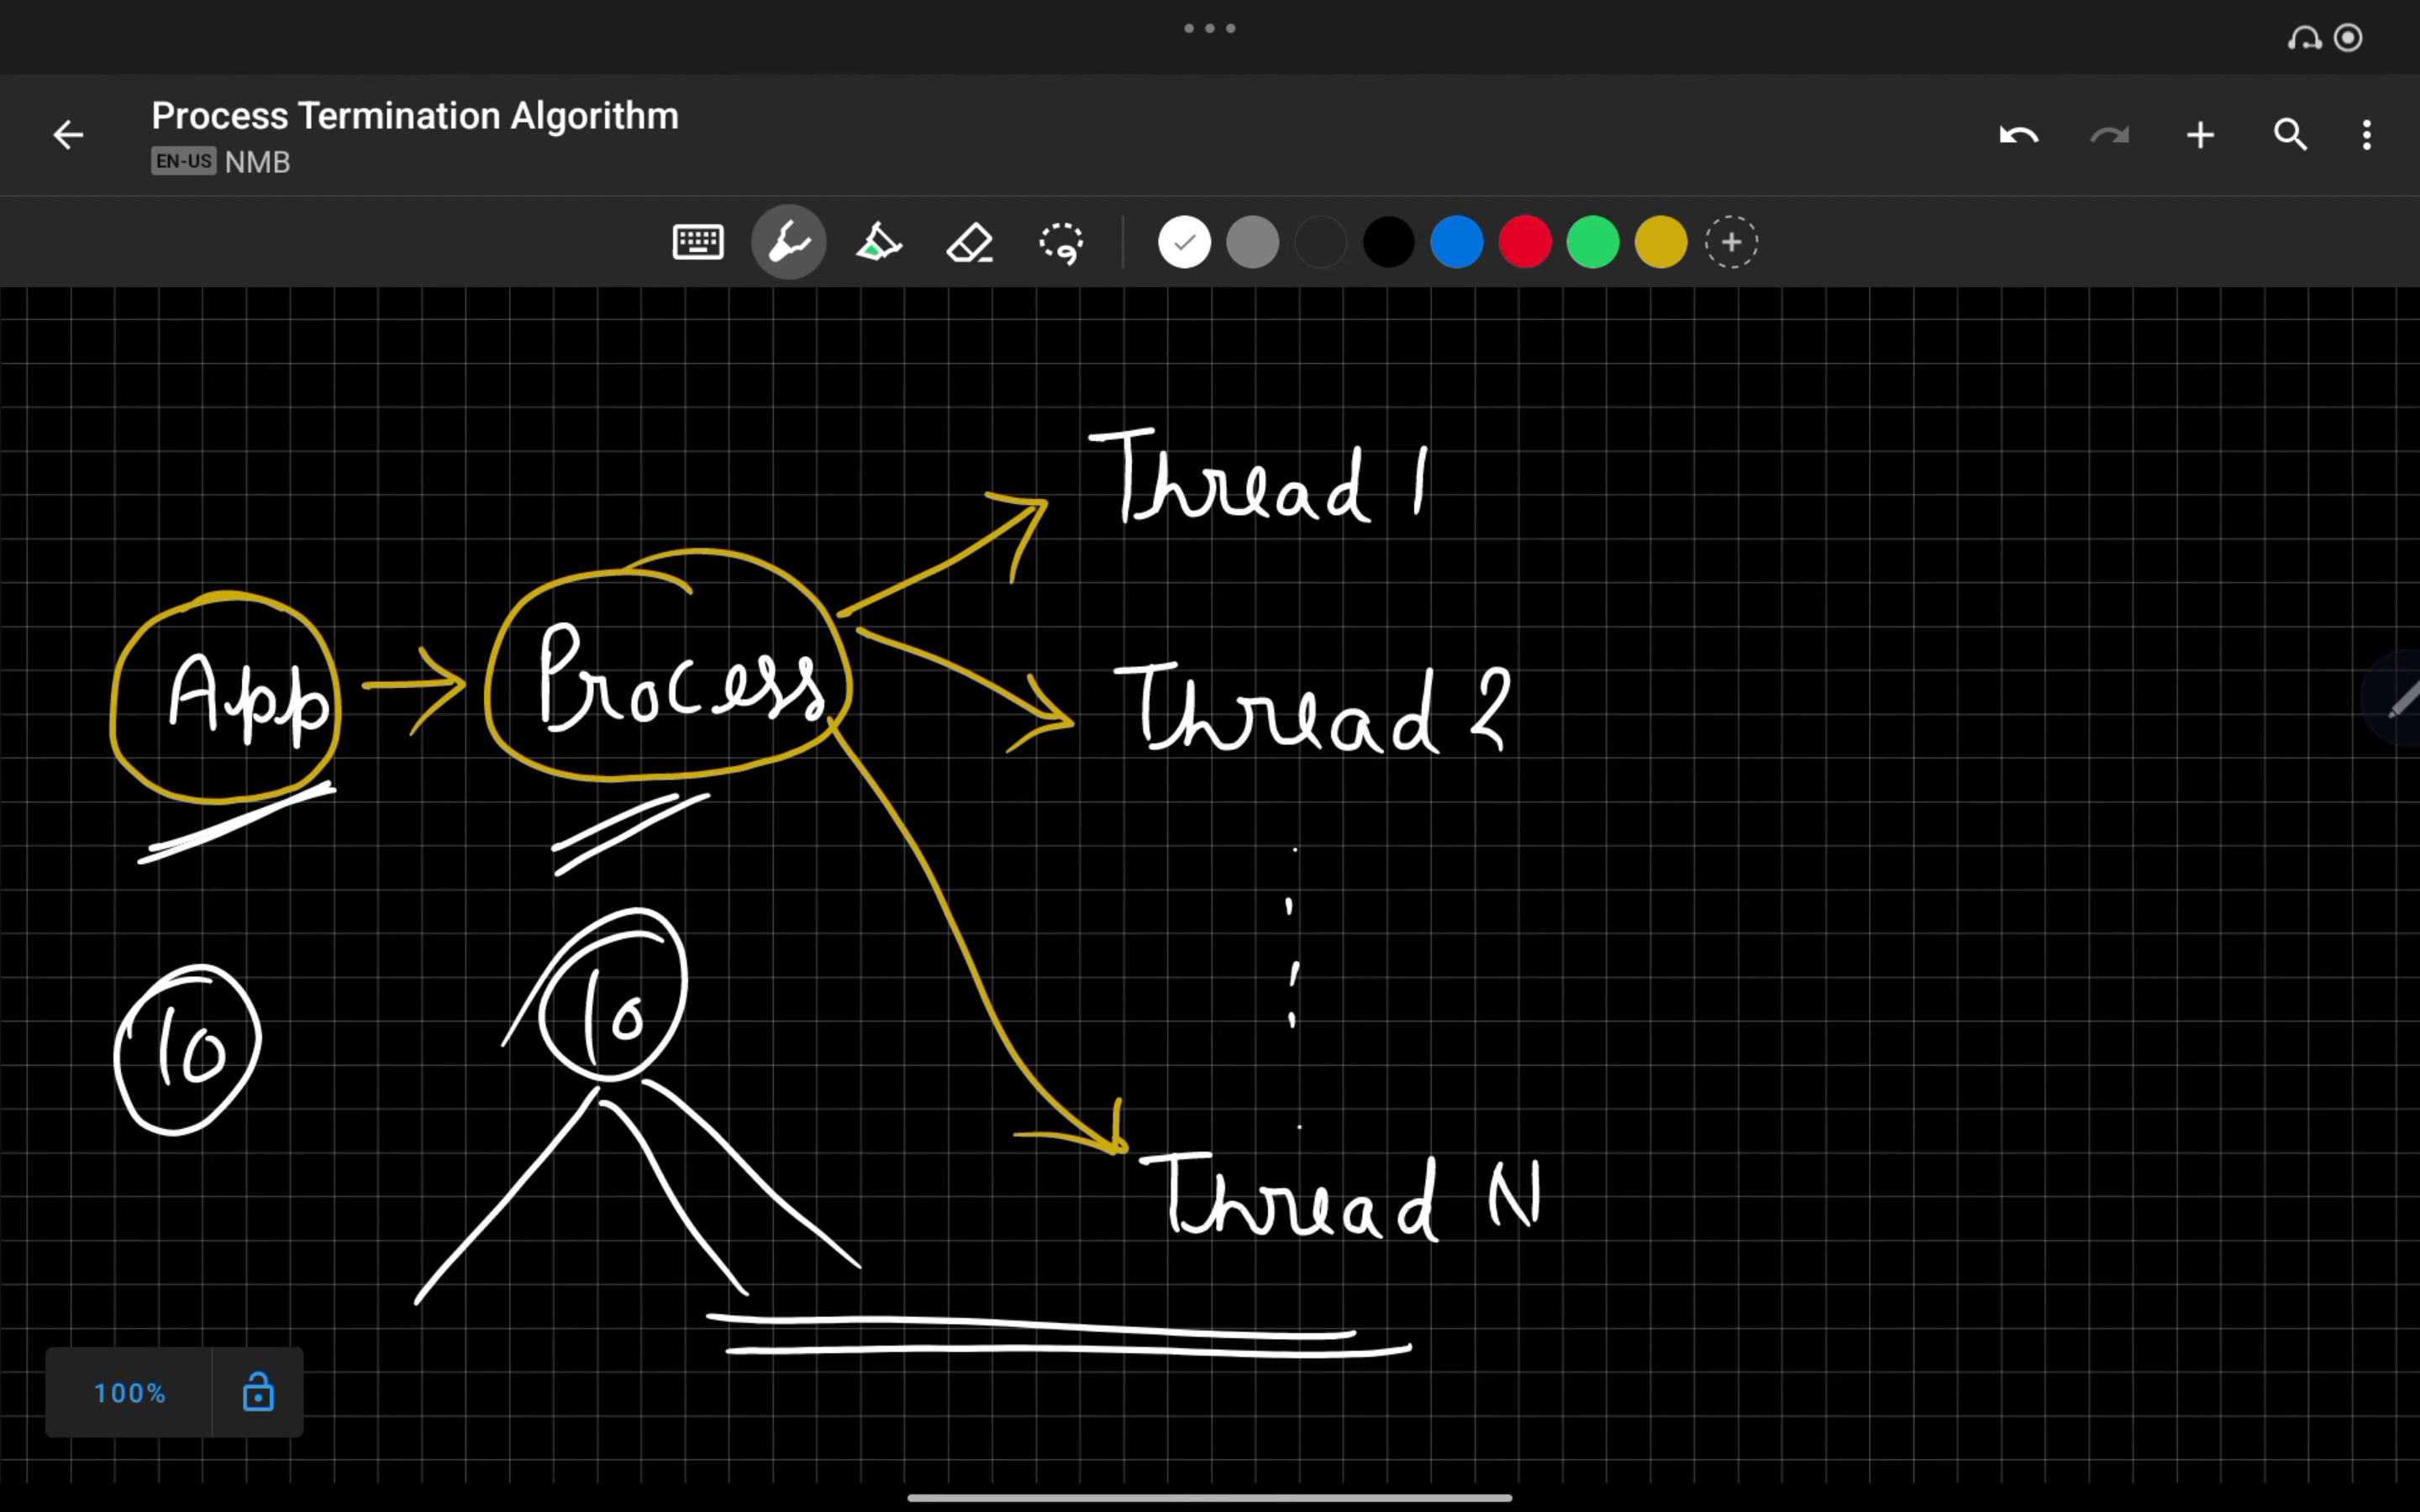 Process Termination Algorithm
EN-US NMB
Thread 1
App
Process
Thread 2
10
10
Thread N
100%